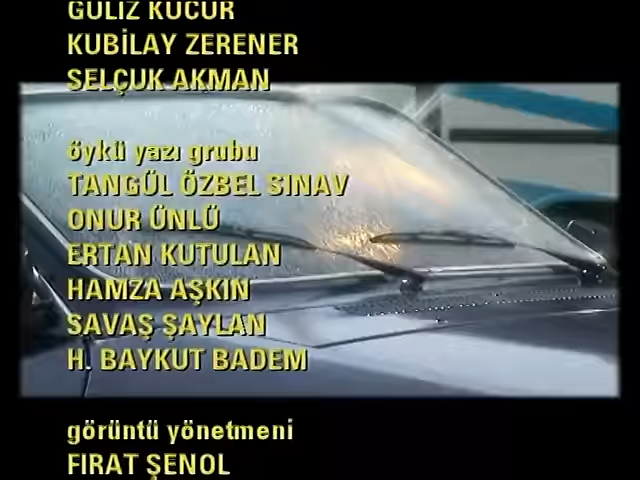 GÜLİZ KUCUR
KUBİLAY ZERENER
SELÇUK AKMAN
öykü yazı grubu
TANGÜL ÖZBEL SINAV
ONUR ÜNLÜ
ERTAN KUTULAN
HAMZA AŞKIN
SAVAŞ ŞAYLAN
H. BAYKUT BADEM
görüntü yönetmeni
FIRAT ŞENOL